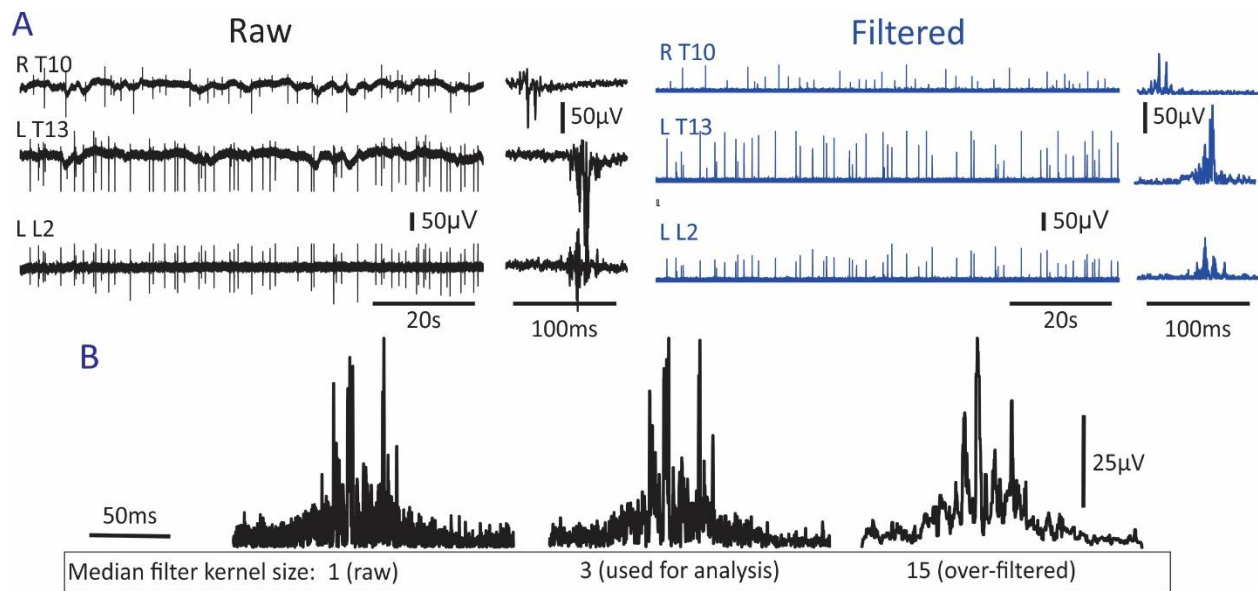 A
Raw
Filtered
R T10
50µV
L T13
50µV
L L2
20s
100ms
R T10
50µV
L T13
50µV
L L2
20s
100ms
B
50ms
25µV
Median filter kernel size: 1 (raw) 3 (used for analysis) 15 (over-filtered)